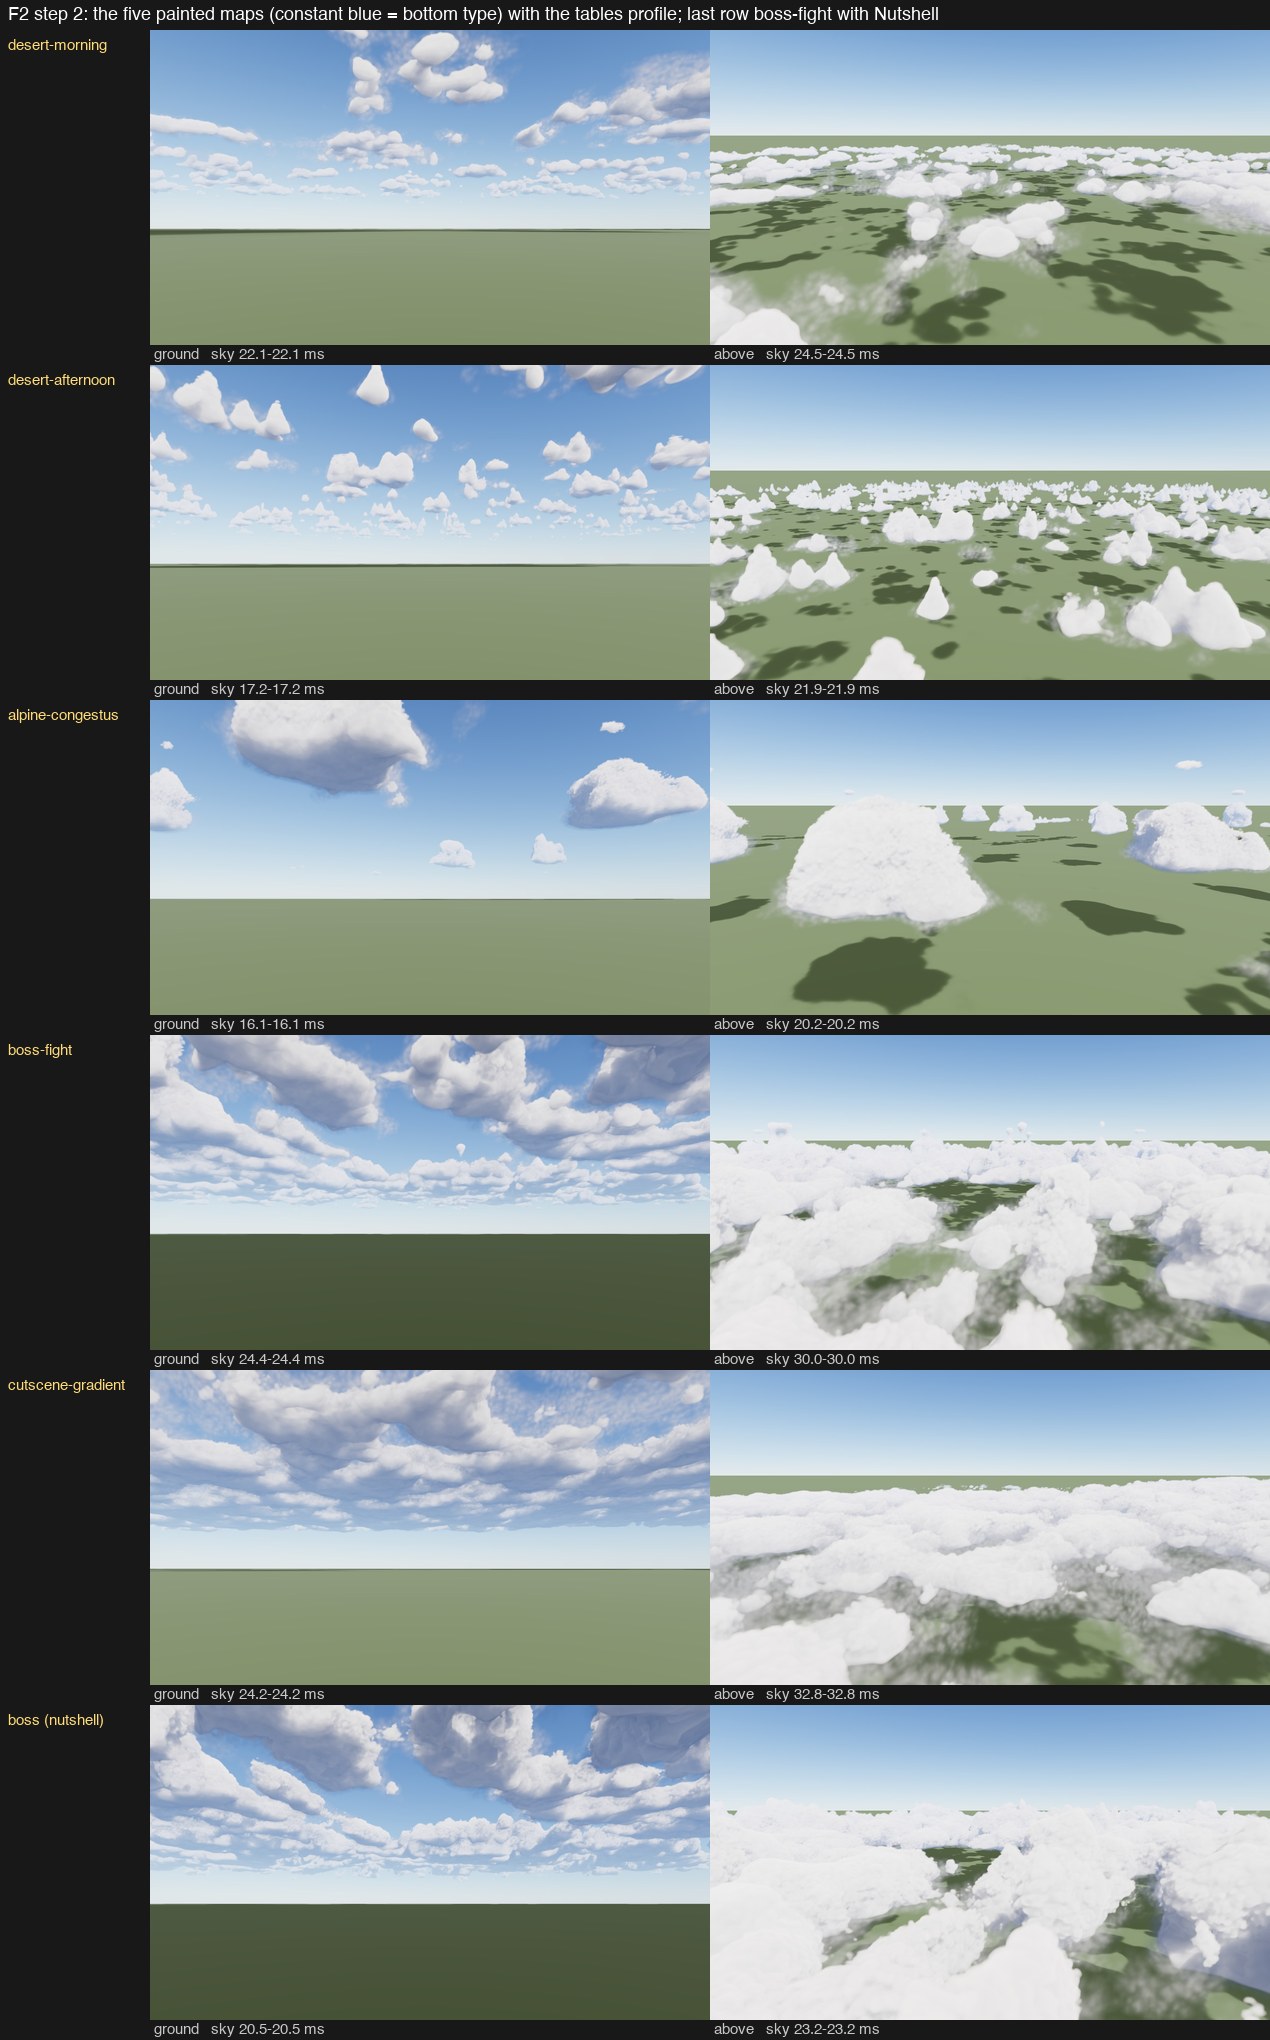 F2 step 2: the five painted maps (constant blue = bottom type) with the tables profile; last row boss-fight with Nutshell
desert-morning
ground sky 22.1-22.1 ms
above sky 24.5-24.5 ms
desert-afternoon
ground sky 17.2-17.2 ms
above sky 21.9-21.9 ms
alpine-congestus
ground sky 16.1-16.1 ms
above sky 20.2-20.2 ms
boss-fight
ground sky 24.4-24.4 ms
above sky 30.0-30.0 ms
cutscene-gradient
ground sky 24.2-24.2 ms
above sky 32.8-32.8 ms
boss (nutshell)
ground sky 20.5-20.5 ms
above sky 23.2-23.2 ms